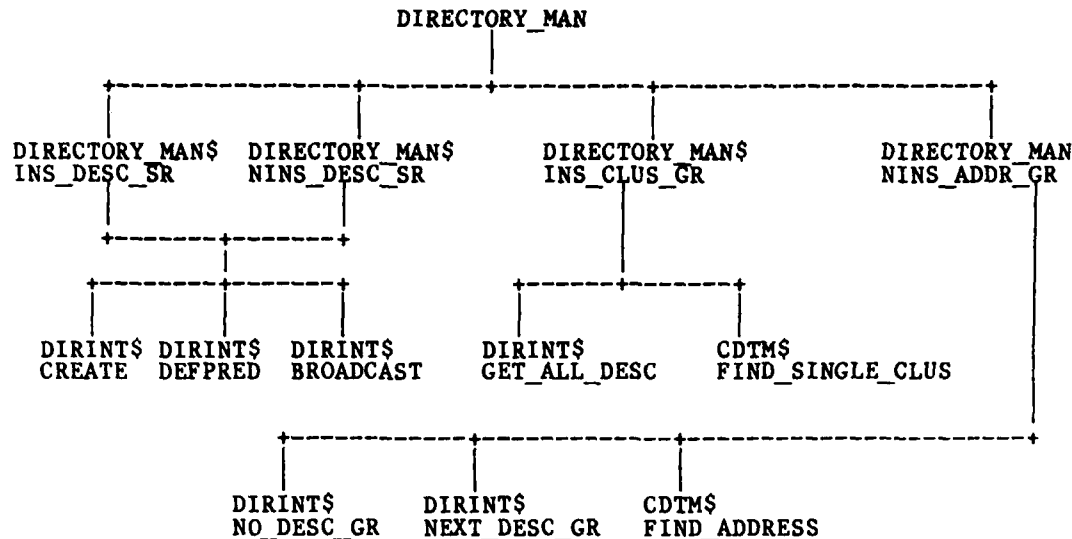 DIRECTORY_MAN
DIRECTORY_MAN$ DIRECTORY_MAN$ DIRECTORY_MAN$ DIRECTORY_MAN
INS_DESC_SR NINS_DESC_SR INS_CLUS_GR NINS_ADDR_GR
DIRINT$ DIRINT$ DIRINT$ DIRINT$ CDTM$
CREATE DEFPRED BROADCAST GET_ALL_DESC FIND_SINGLE_CLUS
DIRINT$ DIRINT$ CDTM$
NO_DESC_GR NEXT_DESC_GR FIND_ADDRESS